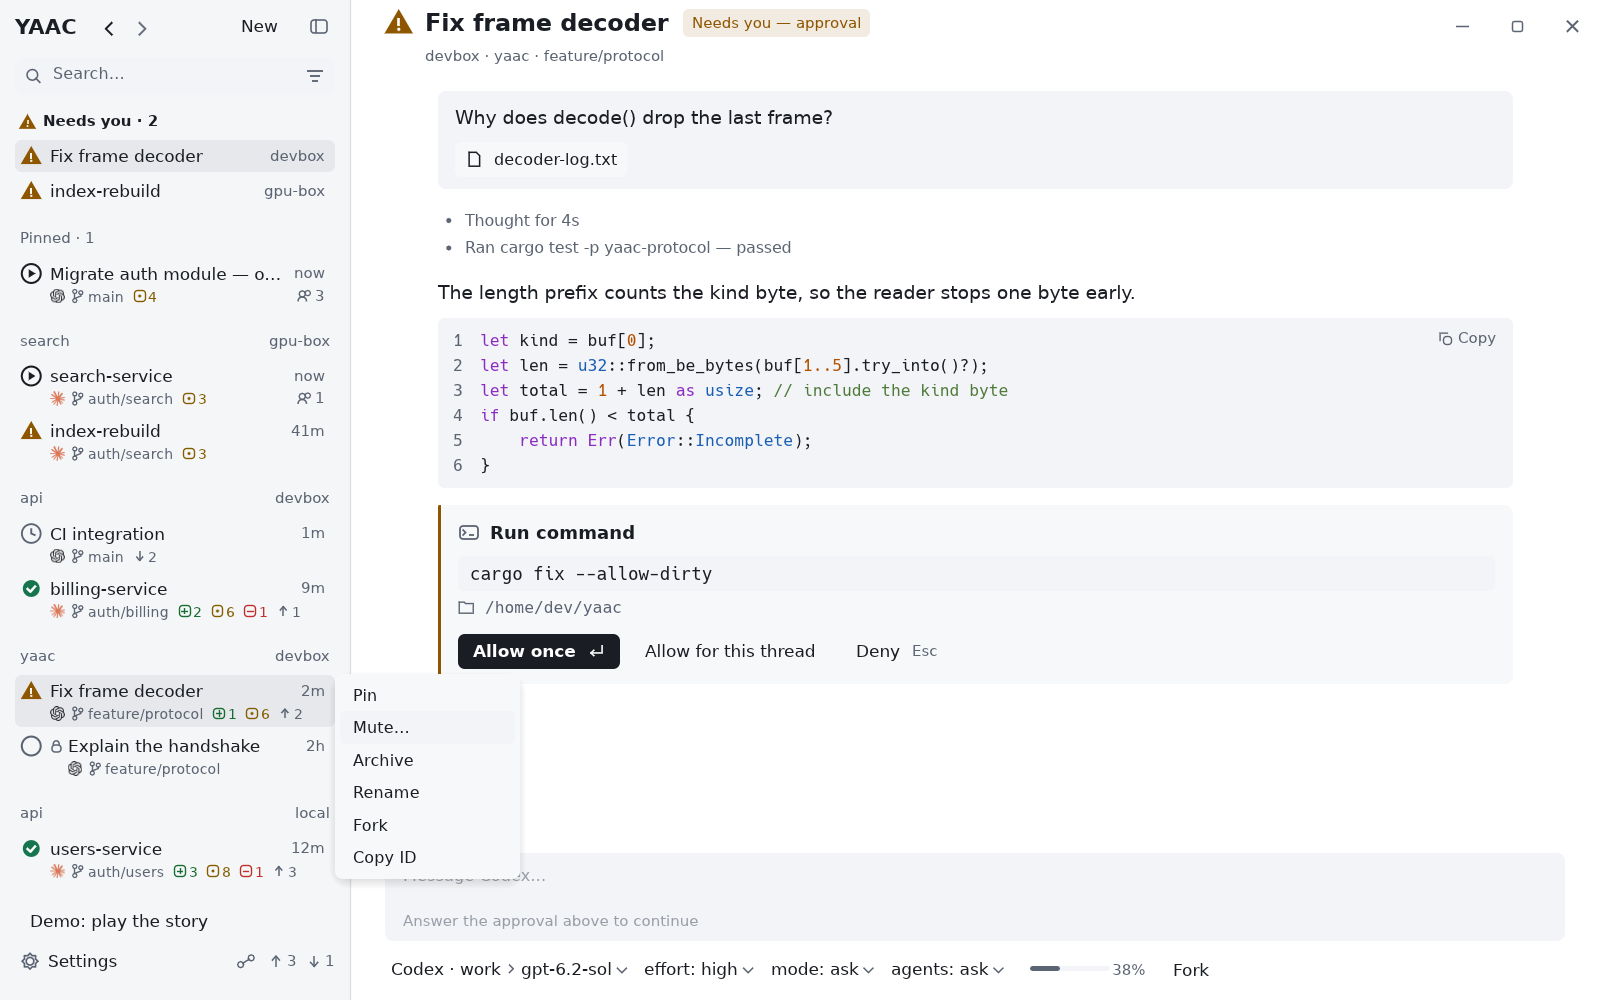 YAAC
New
Search…
Needs you · 2
Fix frame decoder devbox
index-rebuild gpu-box
Pinned · 1
Migrate auth module — o… now
main 4 3
search gpu-box
search-service now
auth/search 3 1
index-rebuild 41m
auth/search 3
api devbox
CI integration 1m
main 2
billing-service 9m
auth/billing 2 6 1 1
yaac devbox
Fix frame decoder 2m
feature/protocol 1 6 2
Explain the handshake 2h
feature/protocol
api local
users-service 12m
auth/users 3 8 1 3
Demo: play the story
Settings 3 1
Fix frame decoder Needs you — approval
devbox · yaac · feature/protocol
Why does decode() drop the last frame?
decoder-log.txt
• Thought for 4s
• Ran cargo test -p yaac-protocol — passed
The length prefix counts the kind byte, so the reader stops one byte early.
Copy
1 let kind = buf[0];
2 let len = u32::from_be_bytes(buf[1..5].try_into()?);
3 let total = 1 + len as usize; // include the kind byte
4 if buf.len() < total {
5     return Err(Error::Incomplete);
6 }
Run command
cargo fix --allow-dirty
/home/dev/yaac
Allow once Allow for this thread Deny Esc
Pin
Mute…
Archive
Rename
Fork
Copy ID
Message Codex…
Answer the approval above to continue
Codex · work gpt-6.2-sol effort: high mode: ask agents: ask 38% Fork